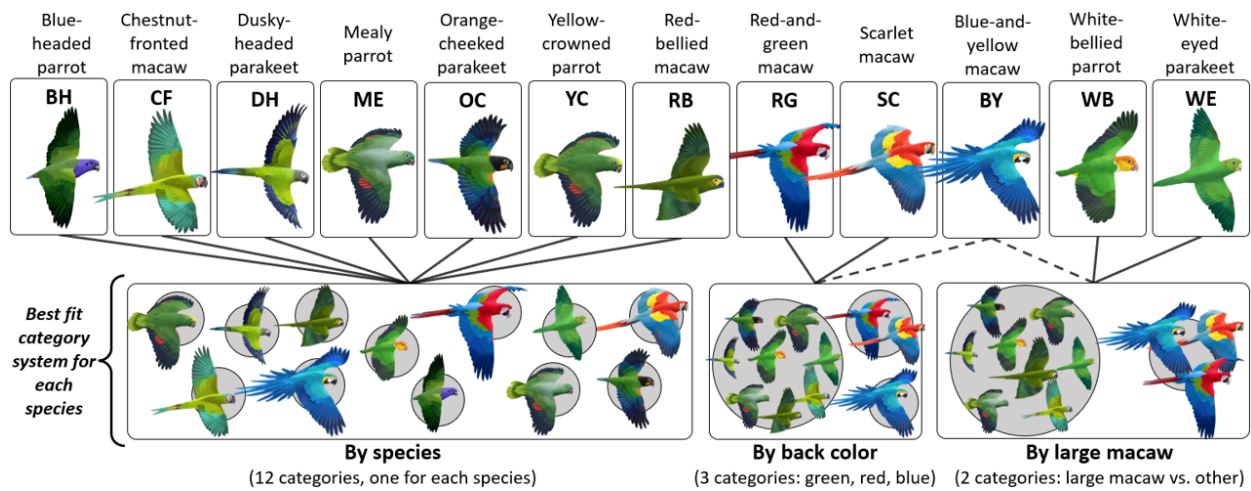 Blue-
headed
parrot
Chestnut-
fronted
macaw
Dusky-
headed
parakeet
Mealy
parrot
Orange-
cheeked
parakeet
Yellow-
crowned
parrot
Red-
bellied
macaw
Red-and-
green
macaw
Scarlet
macaw
Blue-and-
yellow
macaw
White-
bellied
parrot
White-
eyed
parakeet
BH
CF
DH
ME
OC
YC
RB
RG
SC
BY
WB
WE
Best fit
category
system for
each
species
By species
(12 categories, one for each species)
By back color
(3 categories: green, red, blue)
By large macaw
(2 categories: large macaw vs. other)